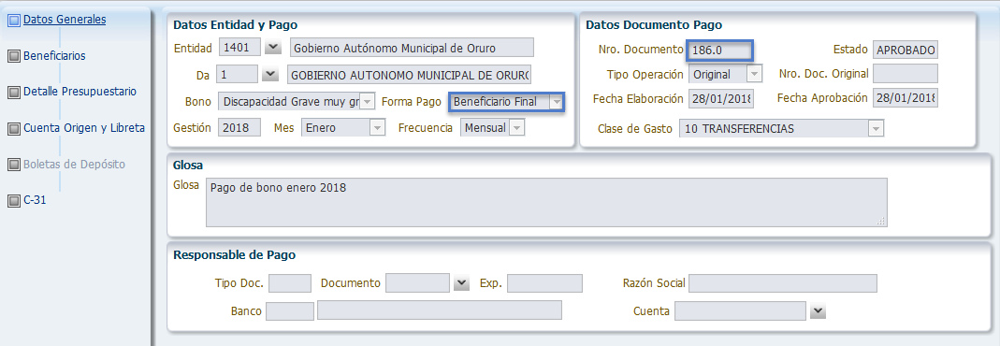 Datos Generales
Beneficiarios
Detalle Presupuestario
Cuenta Origen y Libreta
Boletas de Depósito
C-31
Datos Entidad y Pago
Entidad 1401 Gobierno Autónomo Municipal de Oruro
Da 1 GOBIERNO AUTONOMO MUNICIPAL DE ORURO
Bono Discapacidad Grave muy gr Forma Pago Beneficiario Final
Gestión 2018 Mes Enero Frecuencia Mensual
Datos Documento Pago
Nro. Documento 186.0 Estado APROBADO
Tipo Operación Original Nro. Doc. Original
Fecha Elaboración 28/01/2018 Fecha Aprobación 28/01/2018
Clase de Gasto 10 TRANSFERENCIAS
Glosa
Glosa Pago de bono enero 2018
Responsable de Pago
Tipo Doc. Documento Exp. Razón Social
Banco Cuenta